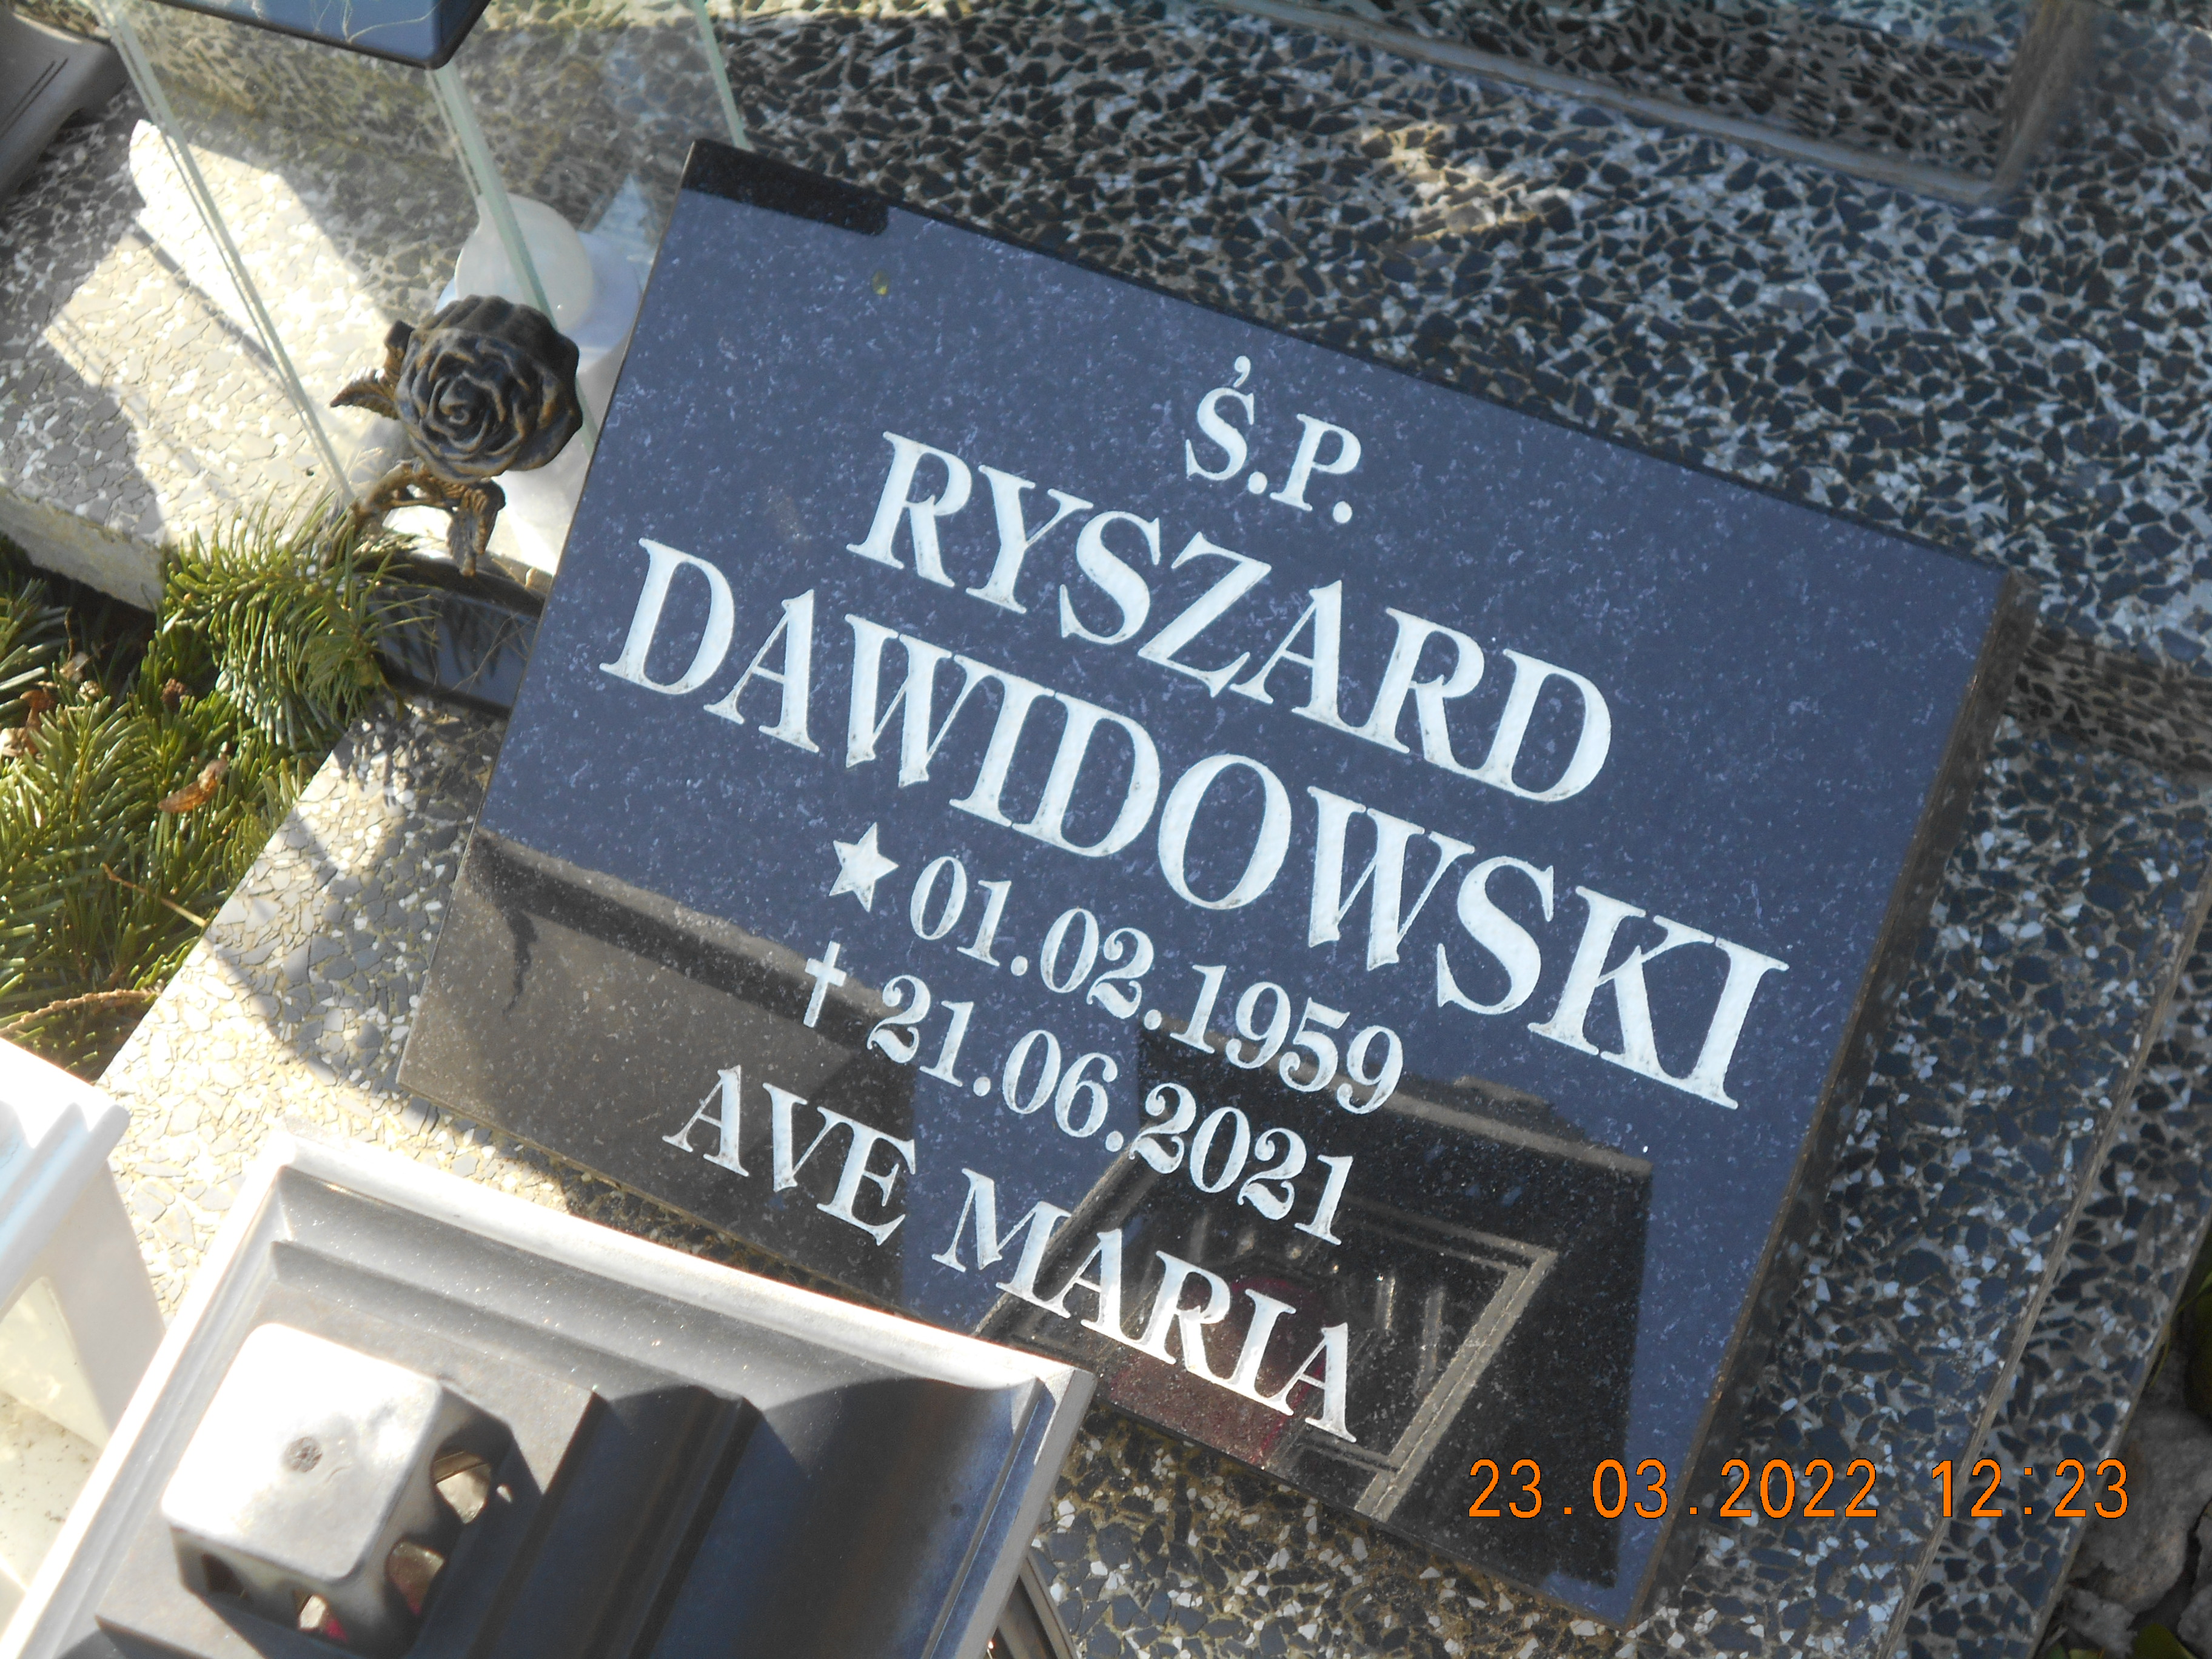 Ś.P.
RYSZARD
DAWIDOWSKI
★ 01.02.1959
† 21.06.2021
AVE MARIA
23.03.2022 12:23